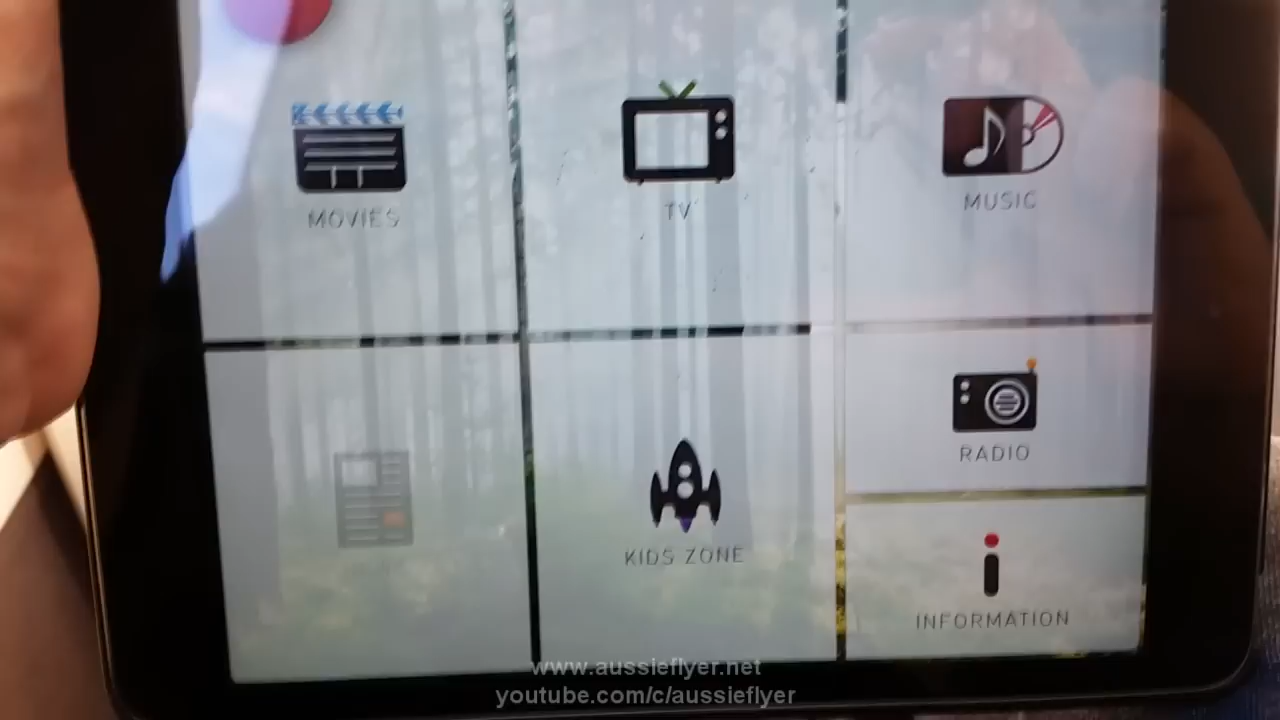 MOVIES
TV
MUSIC
RADIO
KIDS ZONE
INFORMATION
www.aussieflyer.net
youtube.com/c/aussieflyer